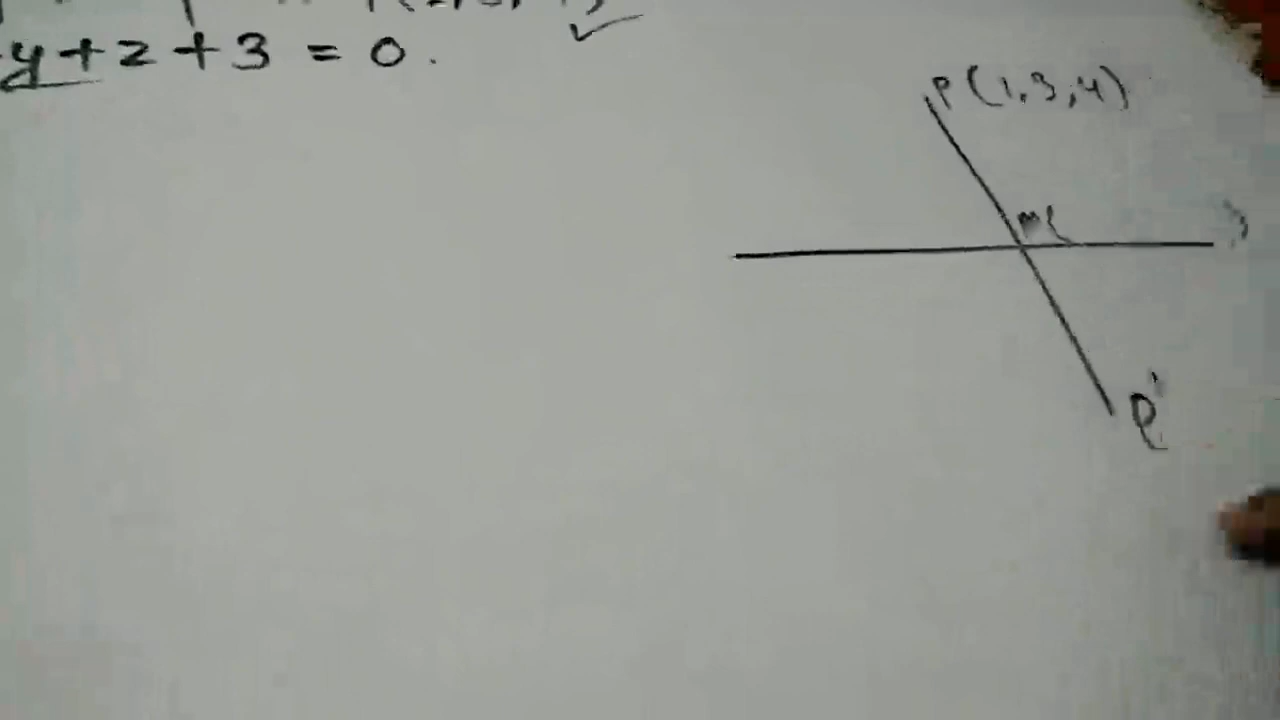 y + z + 3 = 0.
P(1,3,4)
M
P'